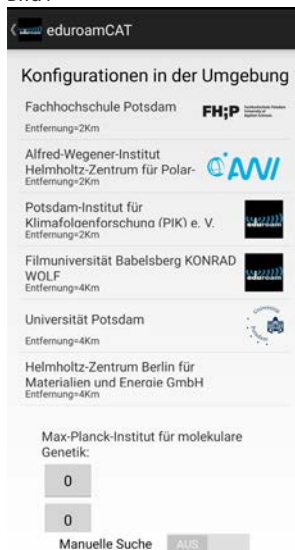 eduroamCAT
Konfigurationen in der Umgebung
Fachhochschule Potsdam
FH;P
Entfernung=2Km
Alfred-Wegener-Institut
Helmholtz-Zentrum für Polar-
AWI
Entfernung=2Km
Potsdam-Institut für
Klimafolgenforschung (PIK) e. V.
eduroam
Entfernung=2Km
Filmuniversität Babelsberg KONRAD
WOLF
eduroam
Entfernung=4Km
Universität Potsdam
Entfernung=4Km
Helmholtz-Zentrum Berlin für
Materialien und Energie GmbH
Entfernung=4Km
Max-Planck-Institut für molekulare
Genetik:
0
0
Manuelle Suche AUS